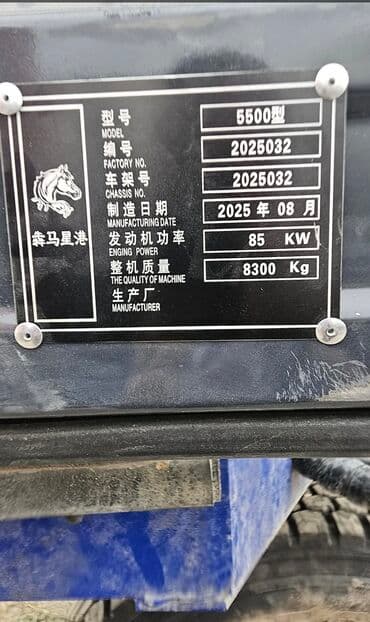 型号
MODEL
5500型
编号
FACTORY NO.
2025032
车架号
CHASSIS NO.
2025032
制造日期
MANUFACTURING DATE
2025 年 08 月
发动机功率
ENGING POWER
85 KW
整机质量
THE QUALITY OF MACHINE
8300 Kg
生产厂
MANUFACTURER
犇马星港